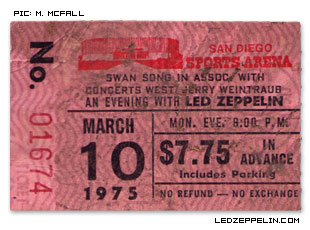 PIC: M. MCFALL
SAN DIEGO
SPORTS ARENA
SWAN SONG IN ASSOC. WITH
CONCERTS WEST/JERRY WEINTRAUB
AN EVENING WITH LED ZEPPELIN
No. 01674
MARCH
10
1975
MON. EVE. 8:00 P.M.
$7.75 IN ADVANCE
Includes Parking
NO REFUND — NO EXCHANGE
LEDZEPPELIN.COM